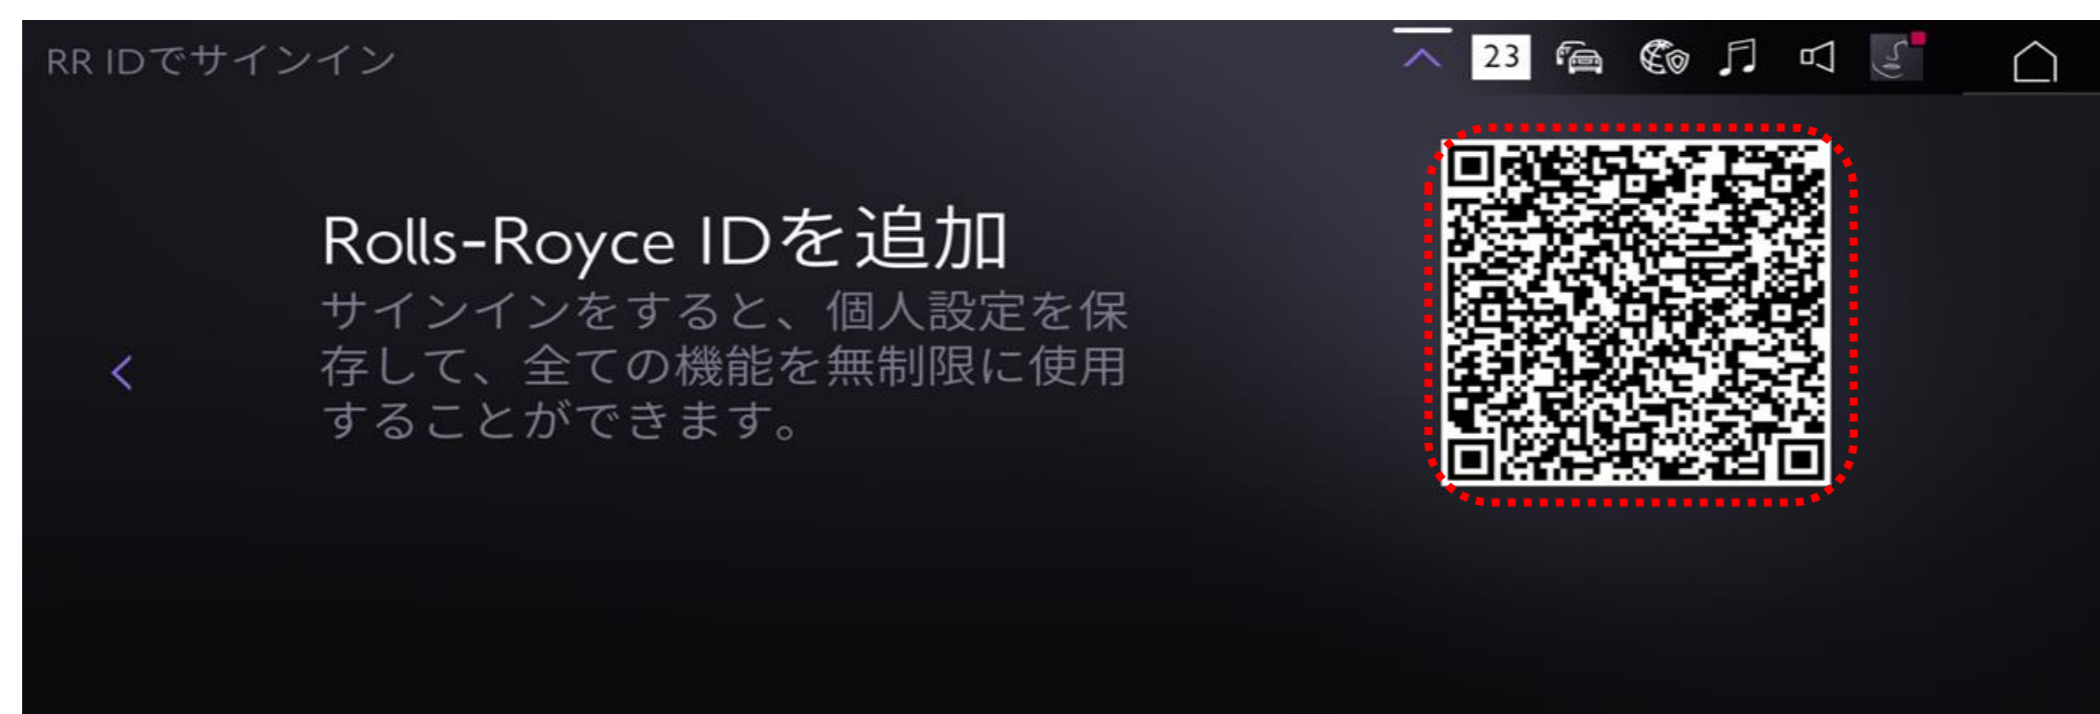 RR IDでサインイン
23
Rolls-Royce IDを追加
サインインをすると、個人設定を保
存して、全ての機能を無制限に使用
することができます。